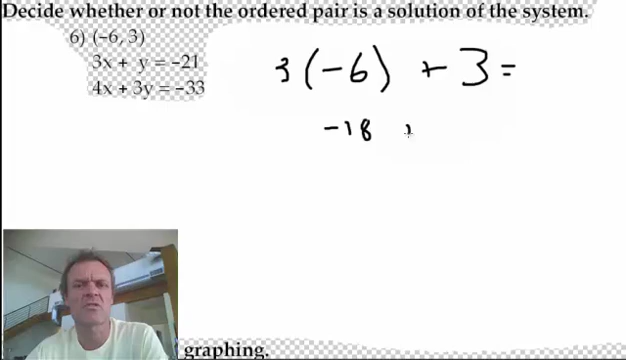 Decide whether or not the ordered pair is a solution of the system.
6) (−6, 3)
3x + y = −21
4x + 3y = −33
3(−6) + 3 =
−18
graphing.